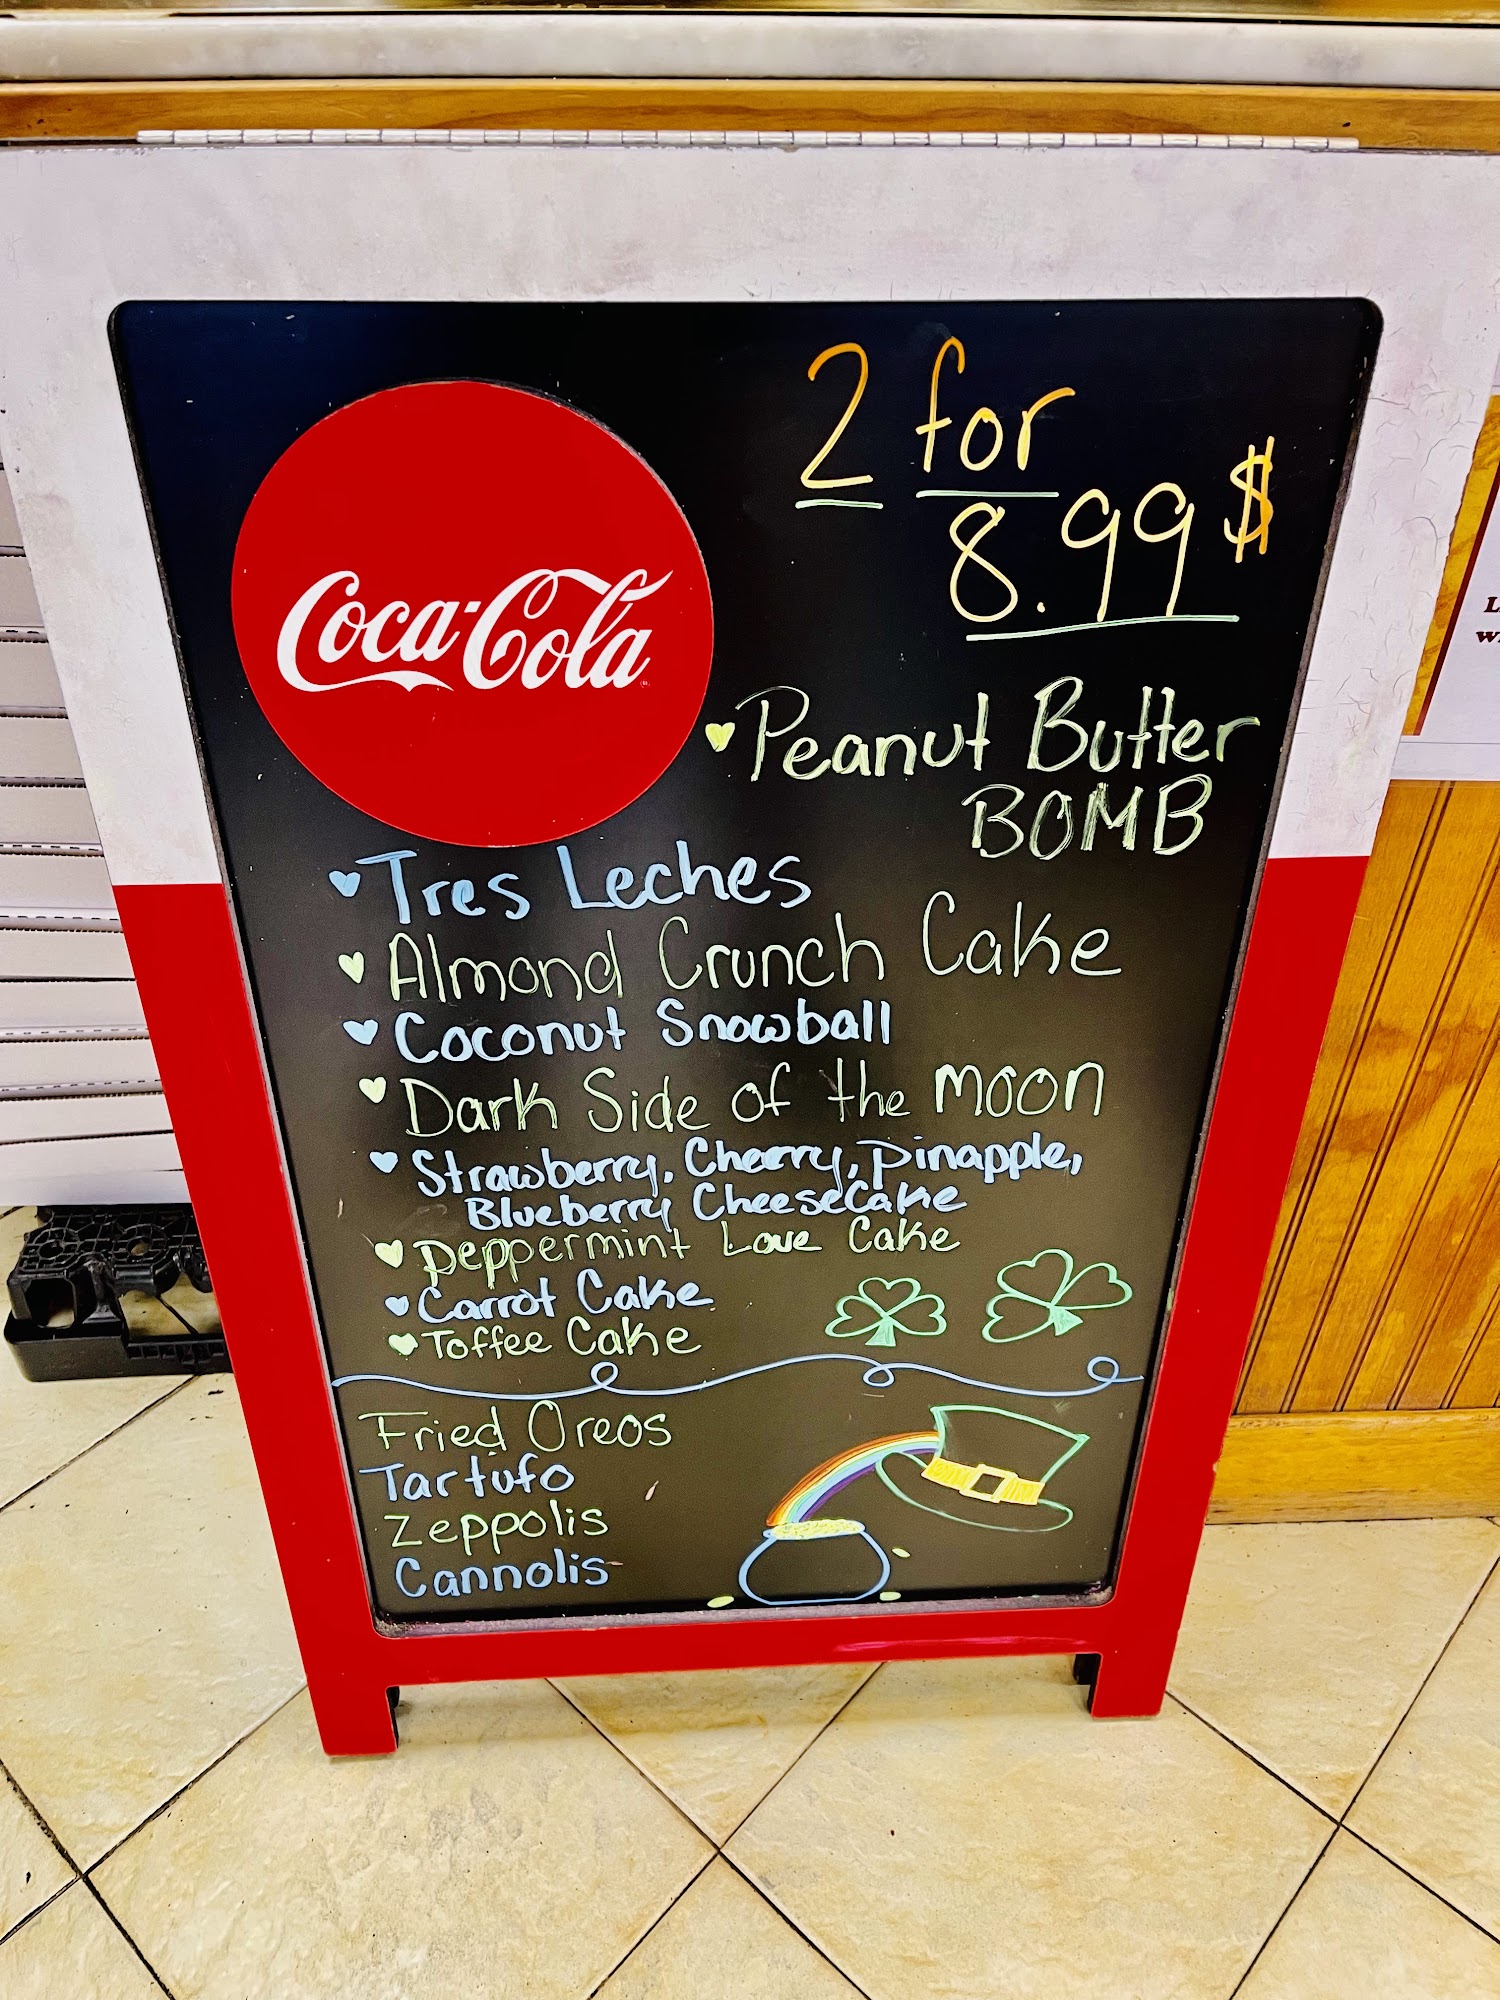 2 for
8.99 $
Coca-Cola
Peanut Butter
BOMB
Tres Leches
Almond Crunch Cake
Coconut Snowball
Dark Side of the moon
Strawberry, Cherry, pinapple,
Blueberry CheeseCake
Peppermint Love Cake
Carrot Cake
Toffee Cake
Fried Oreos
Tartufo
Zeppolis
Cannolis